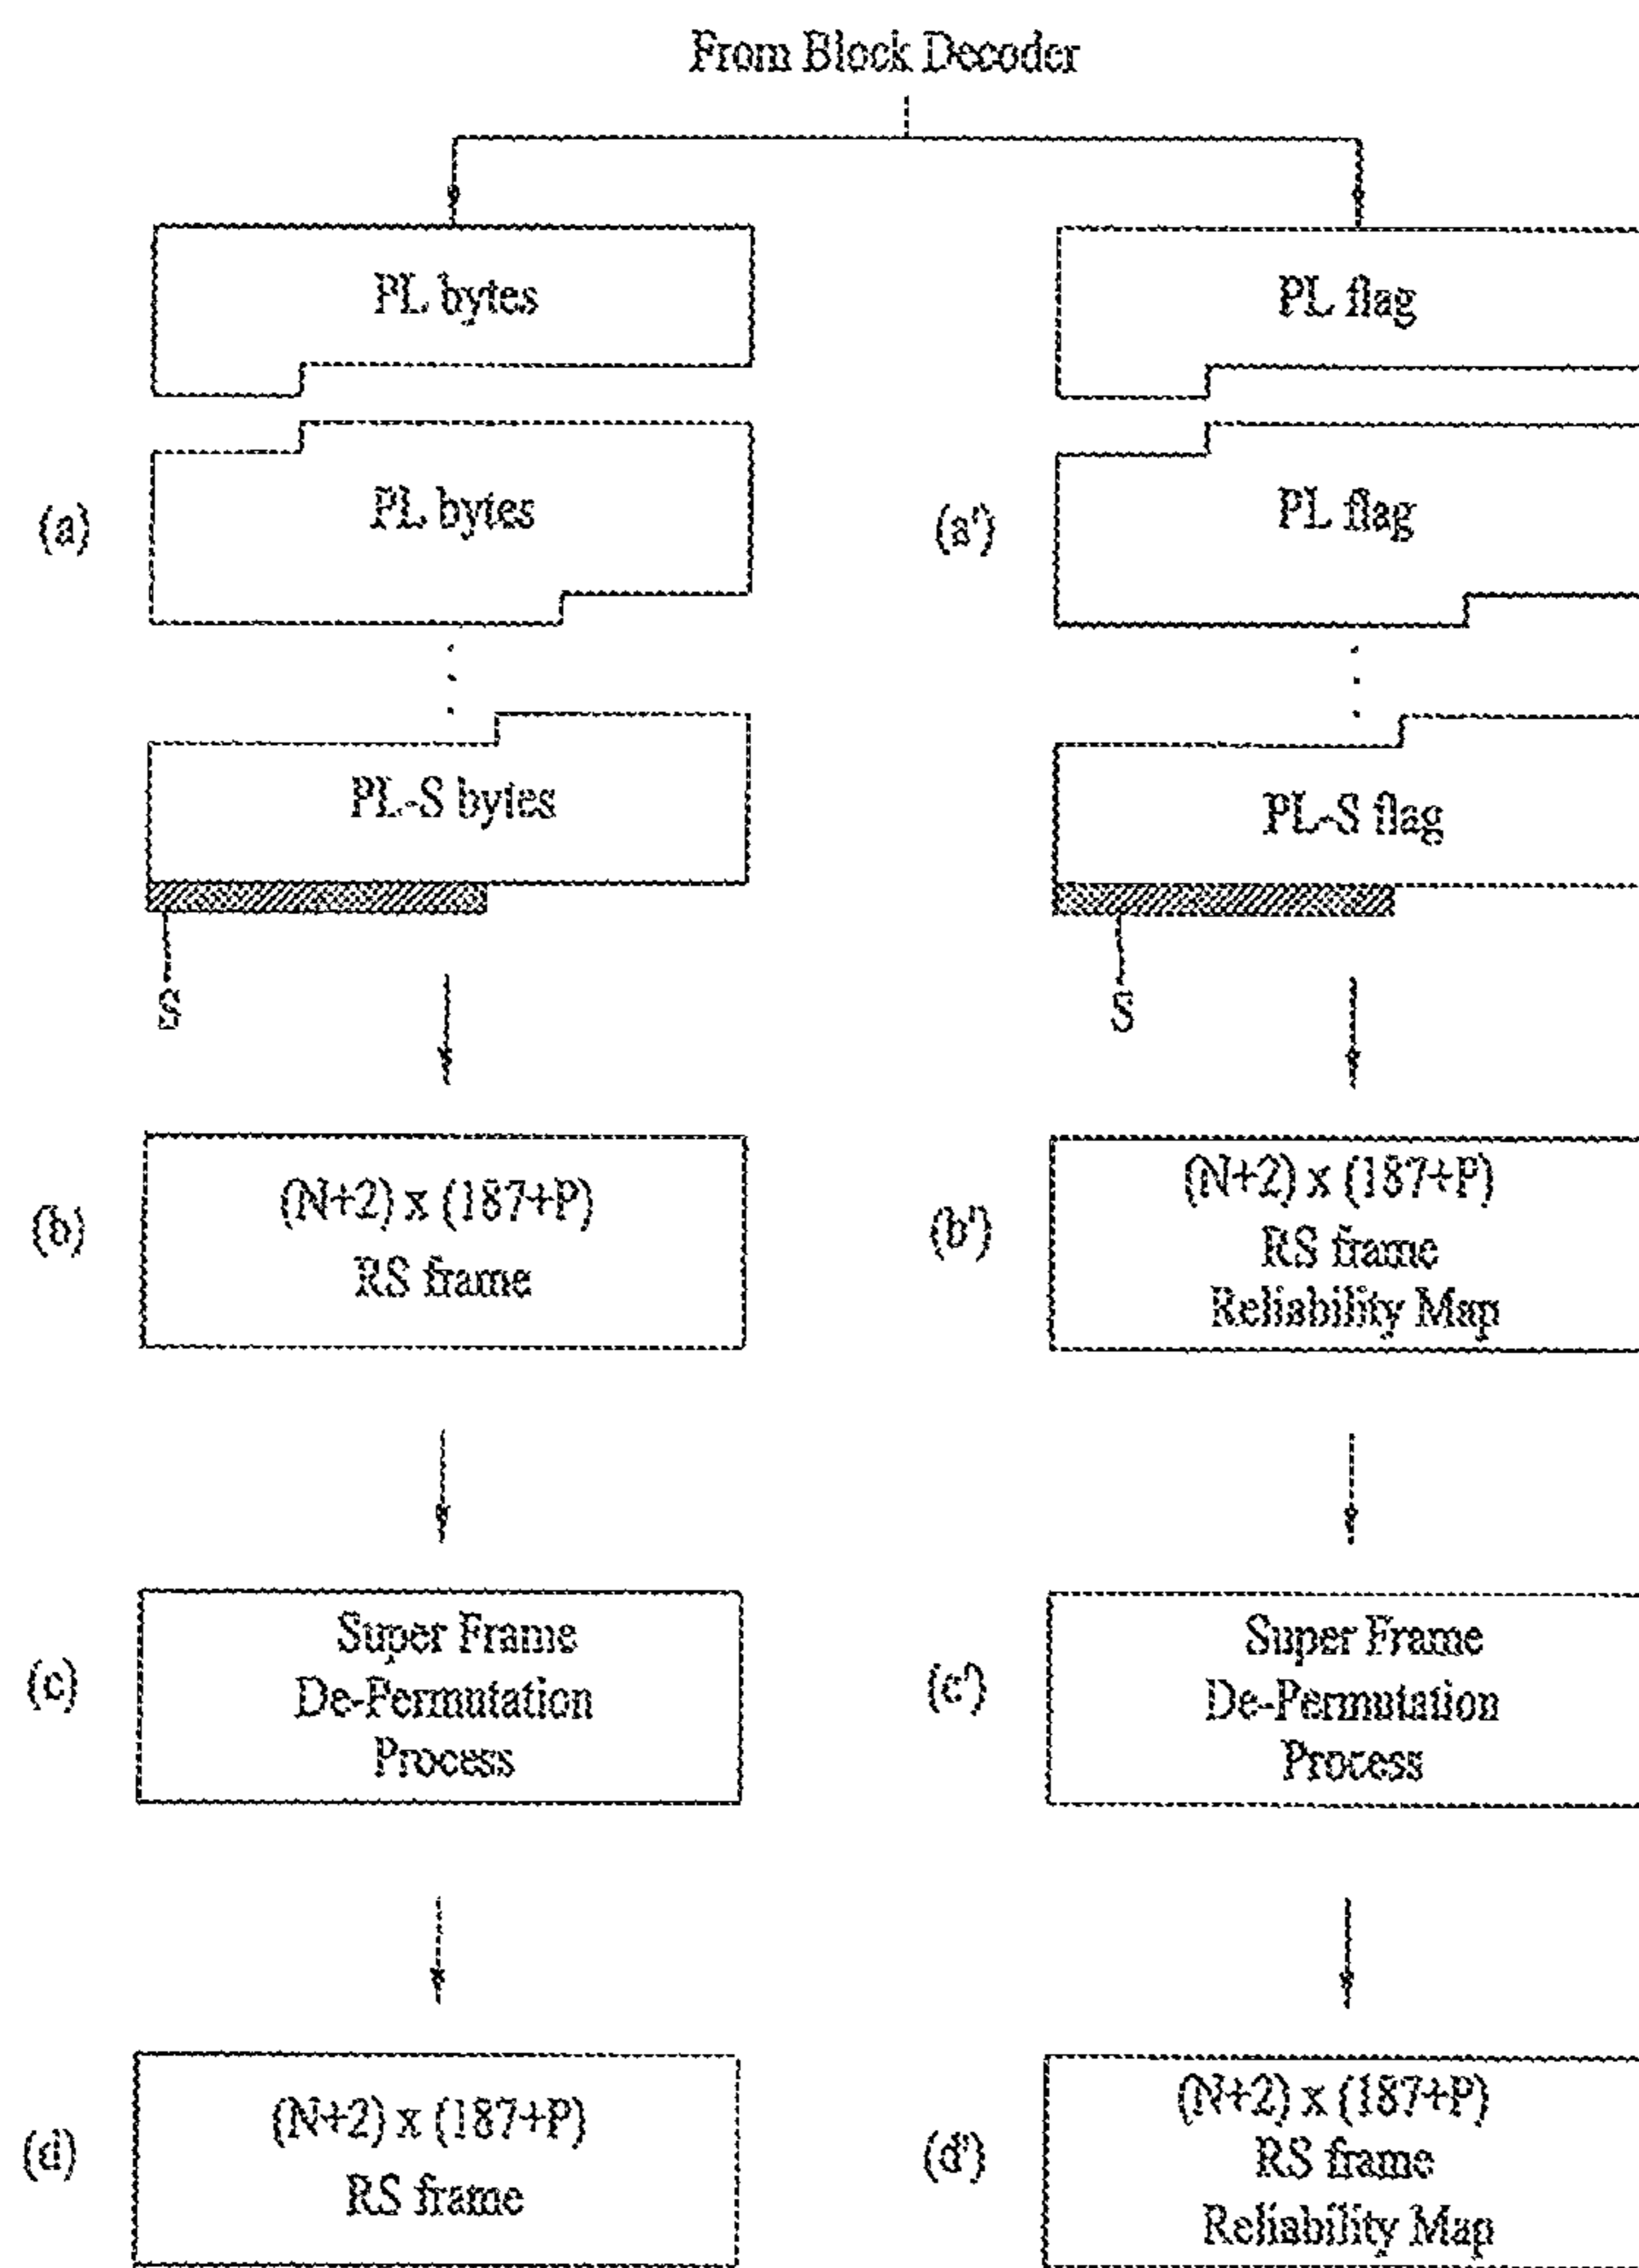 From Block Decoder
PL bytes
PL flag
(a)
PL bytes
(a')
PL flag
PL-S bytes
PL-S flag
S
S
(b)
(N+2) x (187+P)
RS frame
(b')
(N+2) x (187+P)
RS frame
Reliability Map
(c)
Super Frame
De-Permutation
Process
(c')
Super Frame
De-Permutation
Process
(d)
(N+2) x (187+P)
RS frame
(d')
(N+2) x (187+P)
RS frame
Reliability Map